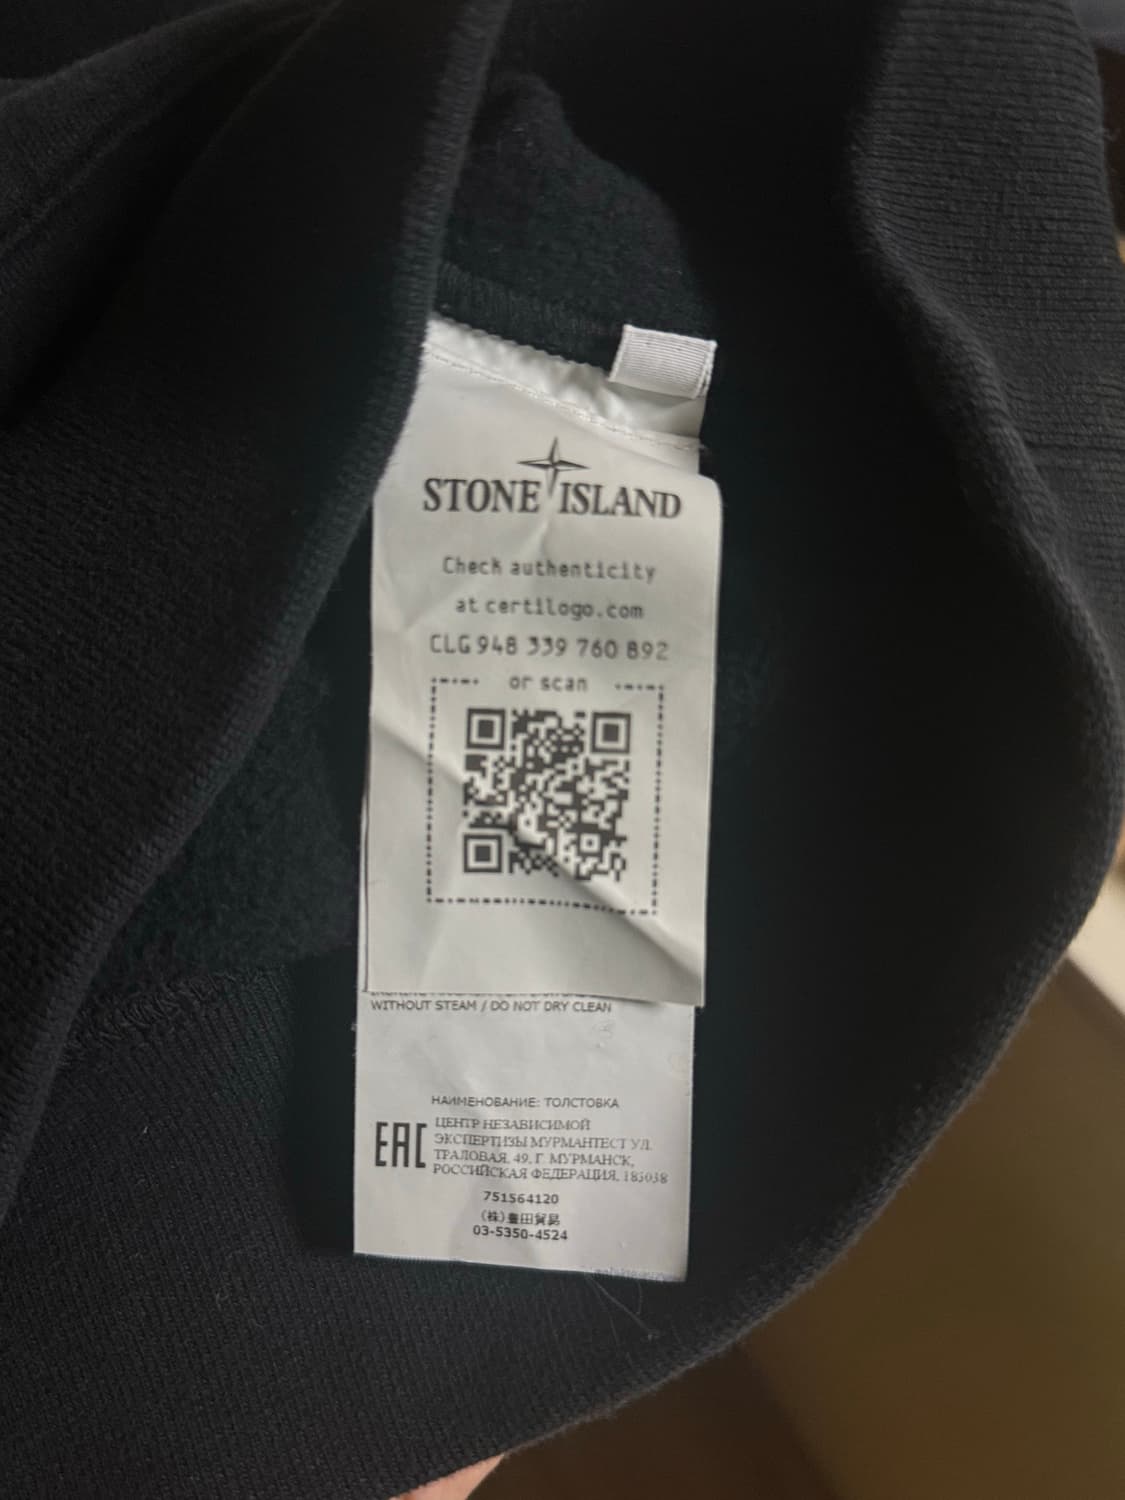 STONE ISLAND
Check authenticity
at certilogo.com
CLG 948 339 760 892
or scan
WITHOUT STEAM / DO NOT DRY CLEAN
НАИМЕНОВАНИЕ: ТОЛСТОВКА
EAC
ЦЕНТР НЕЗАВИСИМОЙ
ЭКСПЕРТИЗЫ МУРМАНТЕСТ УЛ.
ТРАЛОВАЯ, 49, Г. МУРМАНСК,
РОССИЙСКАЯ ФЕДЕРАЦИЯ, 183038
751564120
(株)豊田貿易
03-5350-4524